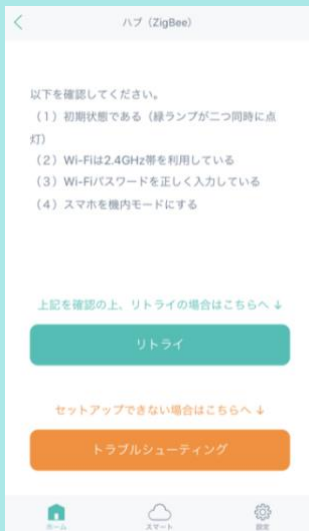 ハブ（ZigBee）
以下を確認してください。
（1）初期状態である（緑ランプが二つ同時に点
灯）
（2）Wi-Fiは2.4GHz帯を利用している
（3）Wi-Fiパスワードを正しく入力している
（4）スマホを機内モードにする
上記を確認の上、リトライの場合はこちらへ ↓
リトライ
セットアップできない場合はこちらへ ↓
トラブルシューティング
ホーム
スマート
設定